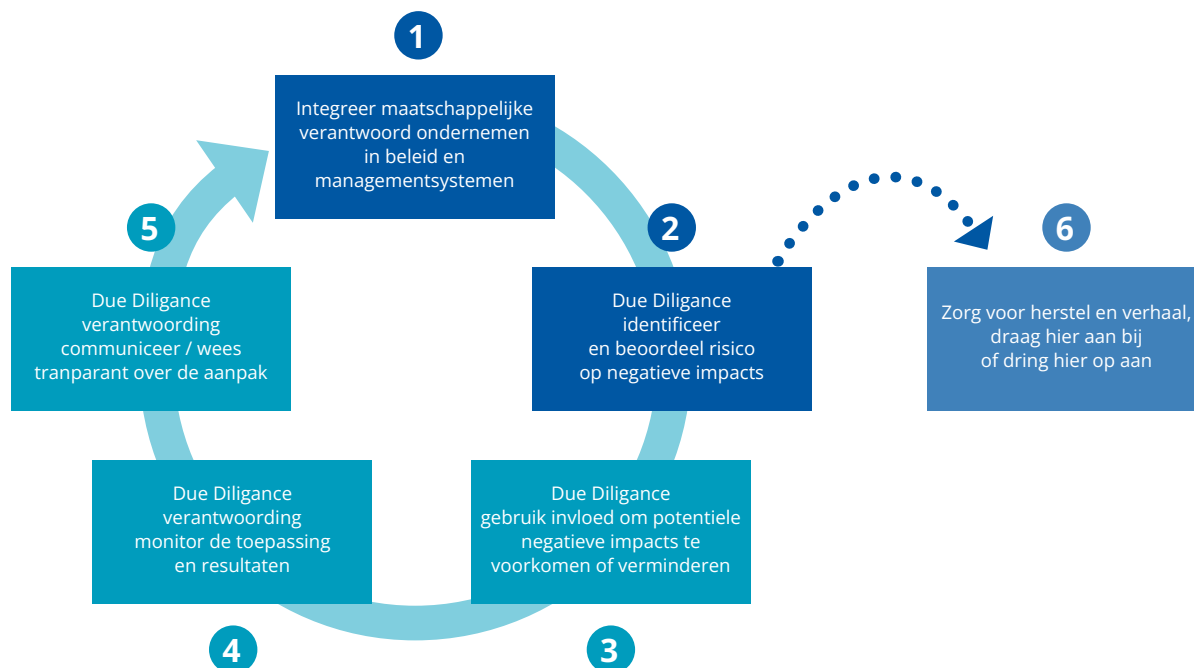 1
Integreer maatschappelijke
verantwoord ondernemen
in beleid en
managementsystemen
2
Due Diligance
identificeer
en beoordeel risico
op negatieve impacts
3
Due Diligance
gebruik invloed om potentiele
negatieve impacts te
voorkomen of verminderen
4
Due Diligance
verantwoording
monitor de toepassing
en resultaten
5
Due Diligance
verantwoording
communiceer / wees
tranparant over de aanpak
6
Zorg voor herstel en verhaal,
draag hier aan bij
of dring hier op aan